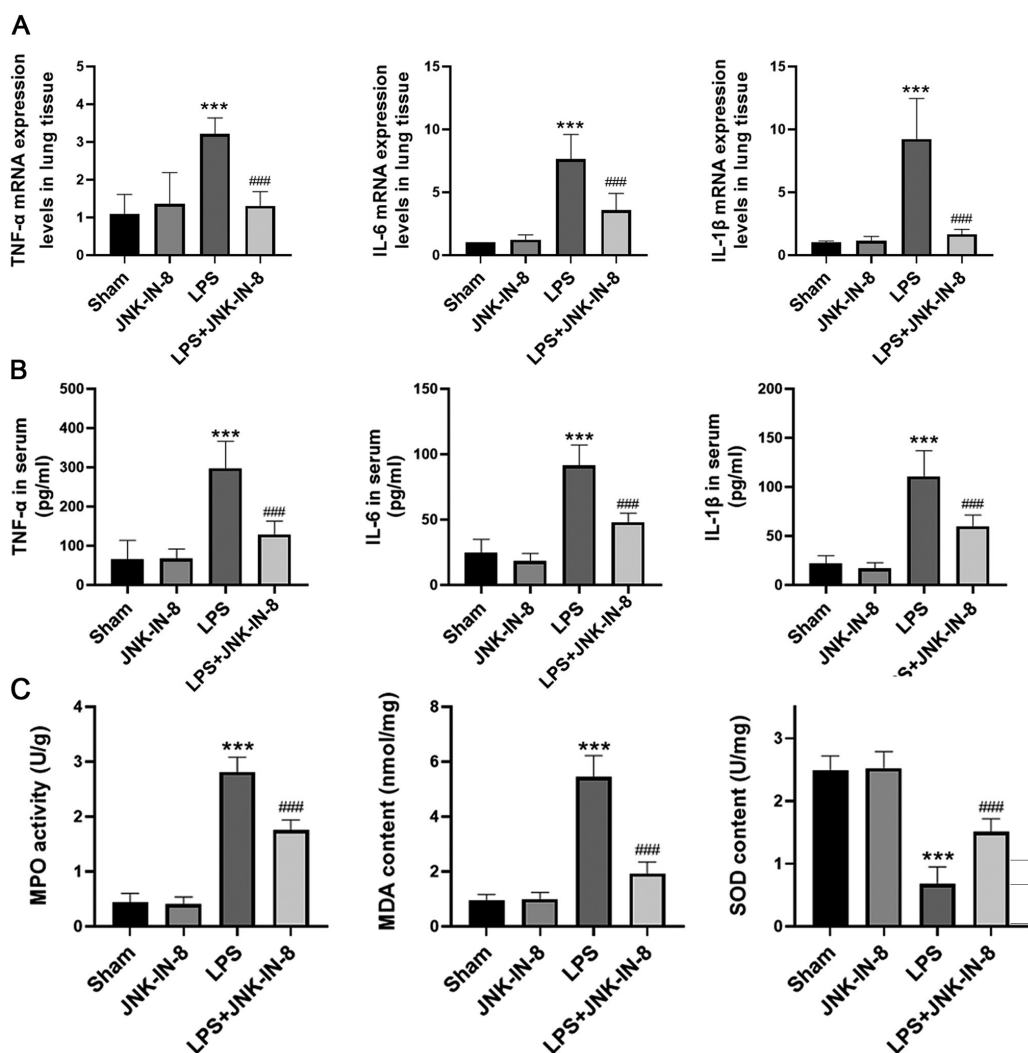 A
TNF-α mRNA expression
levels in lung tissue
5
4
3
2
1
0
***
###
Sham
JNK-IN-8
LPS
LPS+JNK-IN-8
IL-6 mRNA expression
levels in lung tissue
15
10
5
0
***
###
Sham
JNK-IN-8
LPS
LPS+JNK-IN-8
IL-1β mRNA expression
levels in lung tissue
15
10
5
0
***
###
Sham
JNK-IN-8
LPS
LPS+JNK-IN-8
B
TNF-α in serum
(pg/ml)
500
400
300
200
100
0
***
###
Sham
JNK-IN-8
LPS
LPS+JNK-IN-8
IL-6 in serum
(pg/ml)
150
100
50
0
***
###
Sham
JNK-IN-8
LPS
LPS+JNK-IN-8
IL-1β in serum
(pg/ml)
200
150
100
50
0
***
###
Sham
JNK-IN-8
LPS
PS+JNK-IN-8
C
MPO activity (U/g)
4
3
2
1
0
***
###
Sham
JNK-IN-8
LPS
LPS+JNK-IN-8
MDA content (nmol/mg)
8
6
4
2
0
***
###
Sham
JNK-IN-8
LPS
LPS+JNK-IN-8
SOD content (U/mg)
3
2
1
0
***
###
Sham
JNK-IN-8
LPS
LPS+JNK-IN-8